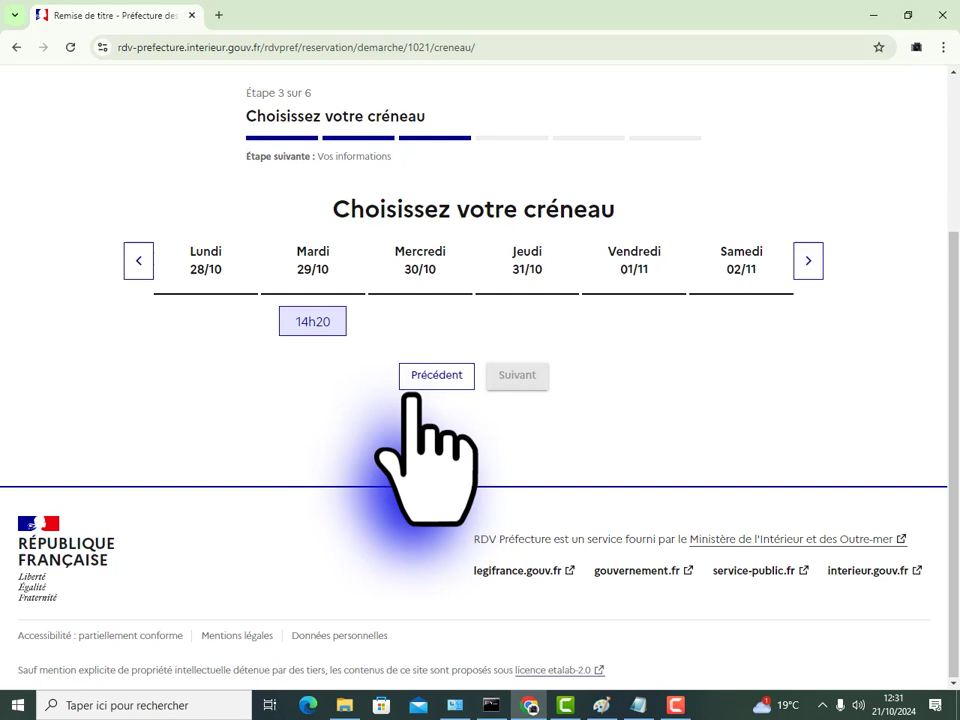 Remise de titre - Préfecture des
rdv-prefecture.interieur.gouv.fr/rdvpref/reservation/demarche/1021/creneau/
Étape 3 sur 6
Choisissez votre créneau
Étape suivante : Vos informations
Choisissez votre créneau
Lundi
28/10
Mardi
29/10
Mercredi
30/10
Jeudi
31/10
Vendredi
01/11
Samedi
02/11
14h20
Précédent
Suivant
RÉPUBLIQUE
FRANÇAISE
Liberté
Égalité
Fraternité
RDV Préfecture est un service fourni par le Ministère de l'Intérieur et des Outre-mer
legifrance.gouv.fr
gouvernement.fr
service-public.fr
interieur.gouv.fr
Accessibilité : partiellement conforme
Mentions légales
Données personnelles
Sauf mention explicite de propriété intellectuelle détenue par des tiers, les contenus de ce site sont proposés sous licence etalab-2.0
Taper ici pour rechercher
19°C
12:31
21/10/2024